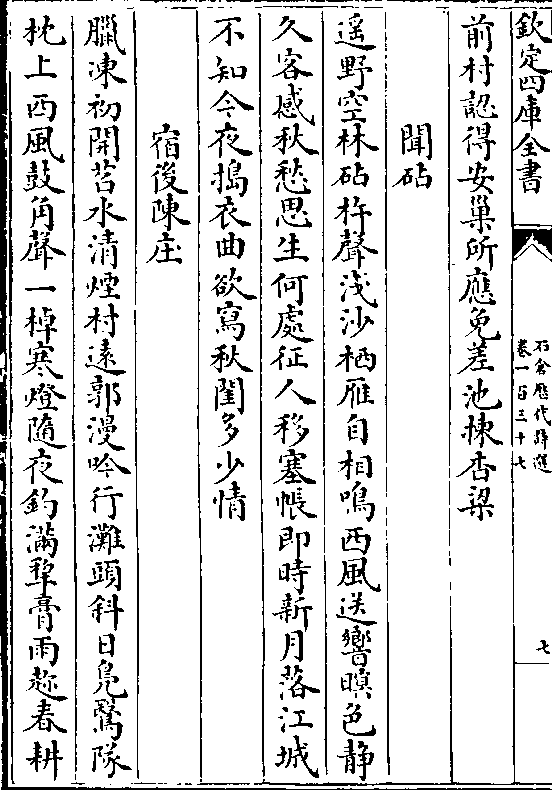 欽定四庫全書
石倉歷代詩選
卷一百三十七
七
前村認得安巢所應免差池揀杏梁
聞砧
遥野空林砧杵聲淺沙栖雁自相鳴西風送響暝色静
久客感秋愁思生何處征人移塞帳即時新月落江城
不知今夜搗衣曲欲寫秋閨多少情
宿後陳庄
臘凍初開苕水清煙村遠郭漫吟行灘頭斜日鳬鷖隊
枕上西風鼓角聲一棹寒燈隨夜釣滿犂膏雨趂春耕